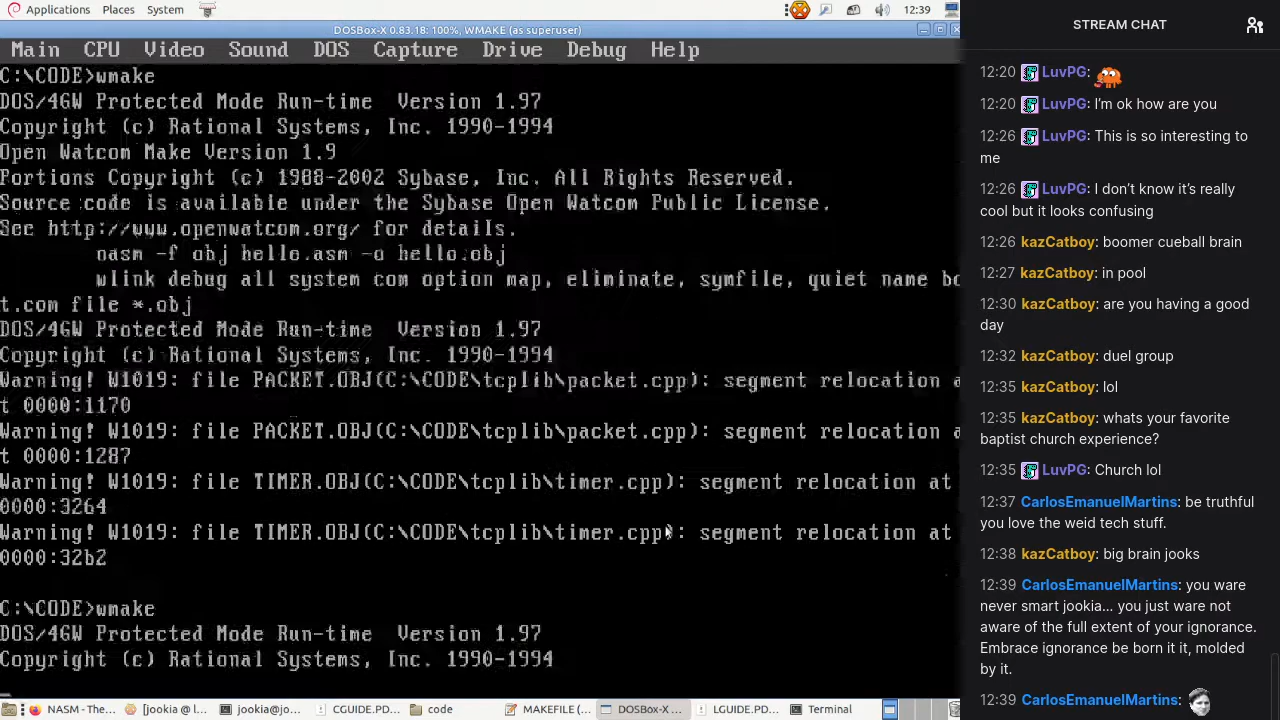 Applications Places System 12:39
DOSBox-X 0.83.18: 100%, WMAKE (as superuser)
Main CPU Video Sound DOS Capture Drive Debug Help
C:\CODE>wmake
DOS/4GW Protected Mode Run-time Version 1.97
Copyright (c) Rational Systems, Inc. 1990-1994
Open Watcom Make Version 1.9
Portions Copyright (c) 1988-2002 Sybase, Inc. All Rights Reserved.
Source code is available under the Sybase Open Watcom Public License.
See http://www.openwatcom.org/ for details.
nasm -f obj hello.asm -o hello.obj
wlink debug all system com option map, eliminate, symfile, quiet name bo
t.com file *.obj
DOS/4GW Protected Mode Run-time Version 1.97
Copyright (c) Rational Systems, Inc. 1990-1994
Warning! W1019: file PACKET.OBJ(C:\CODE\tcplib\packet.cpp): segment relocation a
t 0000:1170
Warning! W1019: file PACKET.OBJ(C:\CODE\tcplib\packet.cpp): segment relocation a
t 0000:1287
Warning! W1019: file TIMER.OBJ(C:\CODE\tcplib\timer.cpp): segment relocation at
0000:3264
Warning! W1019: file TIMER.OBJ(C:\CODE\tcplib\timer.cpp): segment relocation at
0000:32b2
C:\CODE>wmake
DOS/4GW Protected Mode Run-time Version 1.97
Copyright (c) Rational Systems, Inc. 1990-1994
NASM - The... [jookia @ l... jookia@jo... CGUIDE.PD... code MAKEFILE (... DOSBox-X ... LGUIDE.PD... Terminal
STREAM CHAT
12:20 LuvPG:
12:20 LuvPG: I'm ok how are you
12:26 LuvPG: This is so interesting to
me
12:26 LuvPG: I don't know it's really
cool but it looks confusing
12:26 kazCatboy: boomer cueball brain
12:27 kazCatboy: in pool
12:30 kazCatboy: are you having a good
day
12:32 kazCatboy: duel group
12:35 kazCatboy: lol
12:35 kazCatboy: whats your favorite
baptist church experience?
12:35 LuvPG: Church lol
12:37 CarlosEmanuelMartins: be truthful
you love the weid tech stuff.
12:38 kazCatboy: big brain jooks
12:39 CarlosEmanuelMartins: you ware
never smart jookia... you just ware not
aware of the full extent of your ignorance.
Embrace ignorance be born it it, molded
by it.
12:39 CarlosEmanuelMartins: